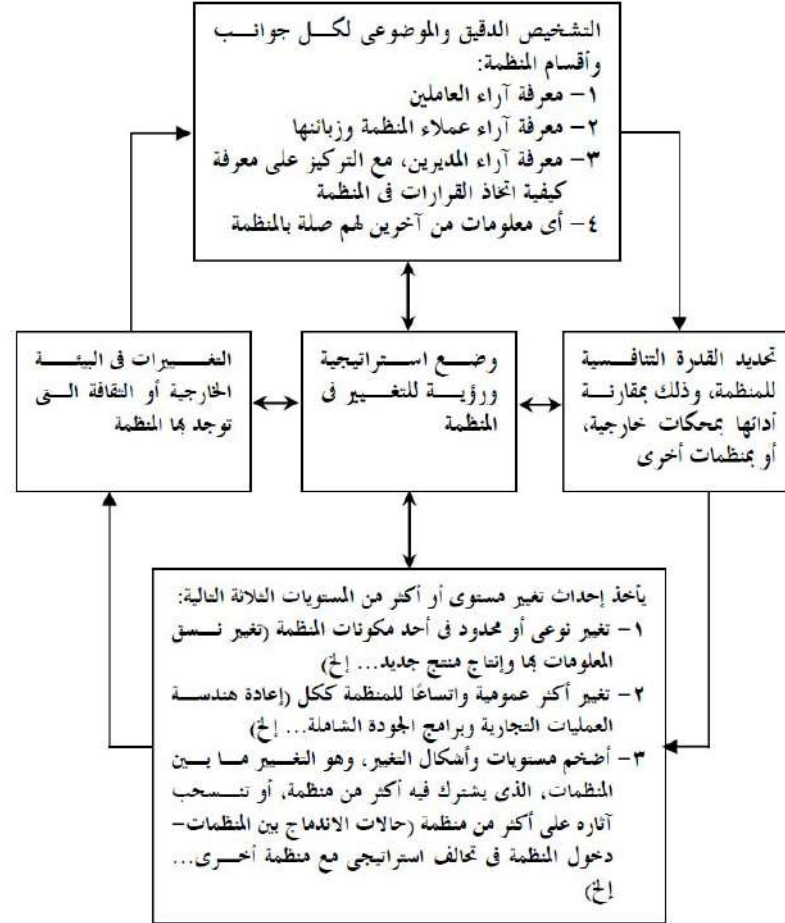 التشخيص الدقيق والموضوعى لكل جوانب
وأقسام المنظمة:
١- معرفة آراء العاملين
٢- معرفة آراء عملاء المنظمة وزبائنها
٣- معرفة آراء المديرين، مع التركيز على معرفة
كيفية اتخاذ القرارات فى المنظمة
٤- أى معلومات من آخرين لهم صلة بالمنظمة
تحديد القدرة التنافسية
للمنظمة، وذلك بمقارنة
أدائها بمحكات خارجية،
أو بمنظمات أخرى
وضع استراتيجية
ورؤية للتغيير فى
المنظمة
التغييرات فى البيئة
الخارجية أو الثقافة التى
توجد بها المنظمة
يأخذ إحداث تغيير مستوى أو أكثر من المستويات الثلاثة التالية:
١- تغيير نوعى أو محدود فى أحد مكونات المنظمة (تغيير نسق
المعلومات بها وإنتاج منتج جديد... إلخ)
٢- تغيير أكثر عمومية واتساعًا للمنظمة ككل (إعادة هندسة
العمليات التجارية وبرامج الجودة الشاملة... إلخ)
٣- أضخم مستويات وأشكال التغير، وهو التغيير ما بين
المنظمات، الذى يشترك فيه أكثر من منظمة، أو تنسحب
آثاره على أكثر من منظمة (حالات الاندماج بين المنظمات-
دخول المنظمة فى تحالف استراتيجى مع منظمة أخرى...
إلخ)